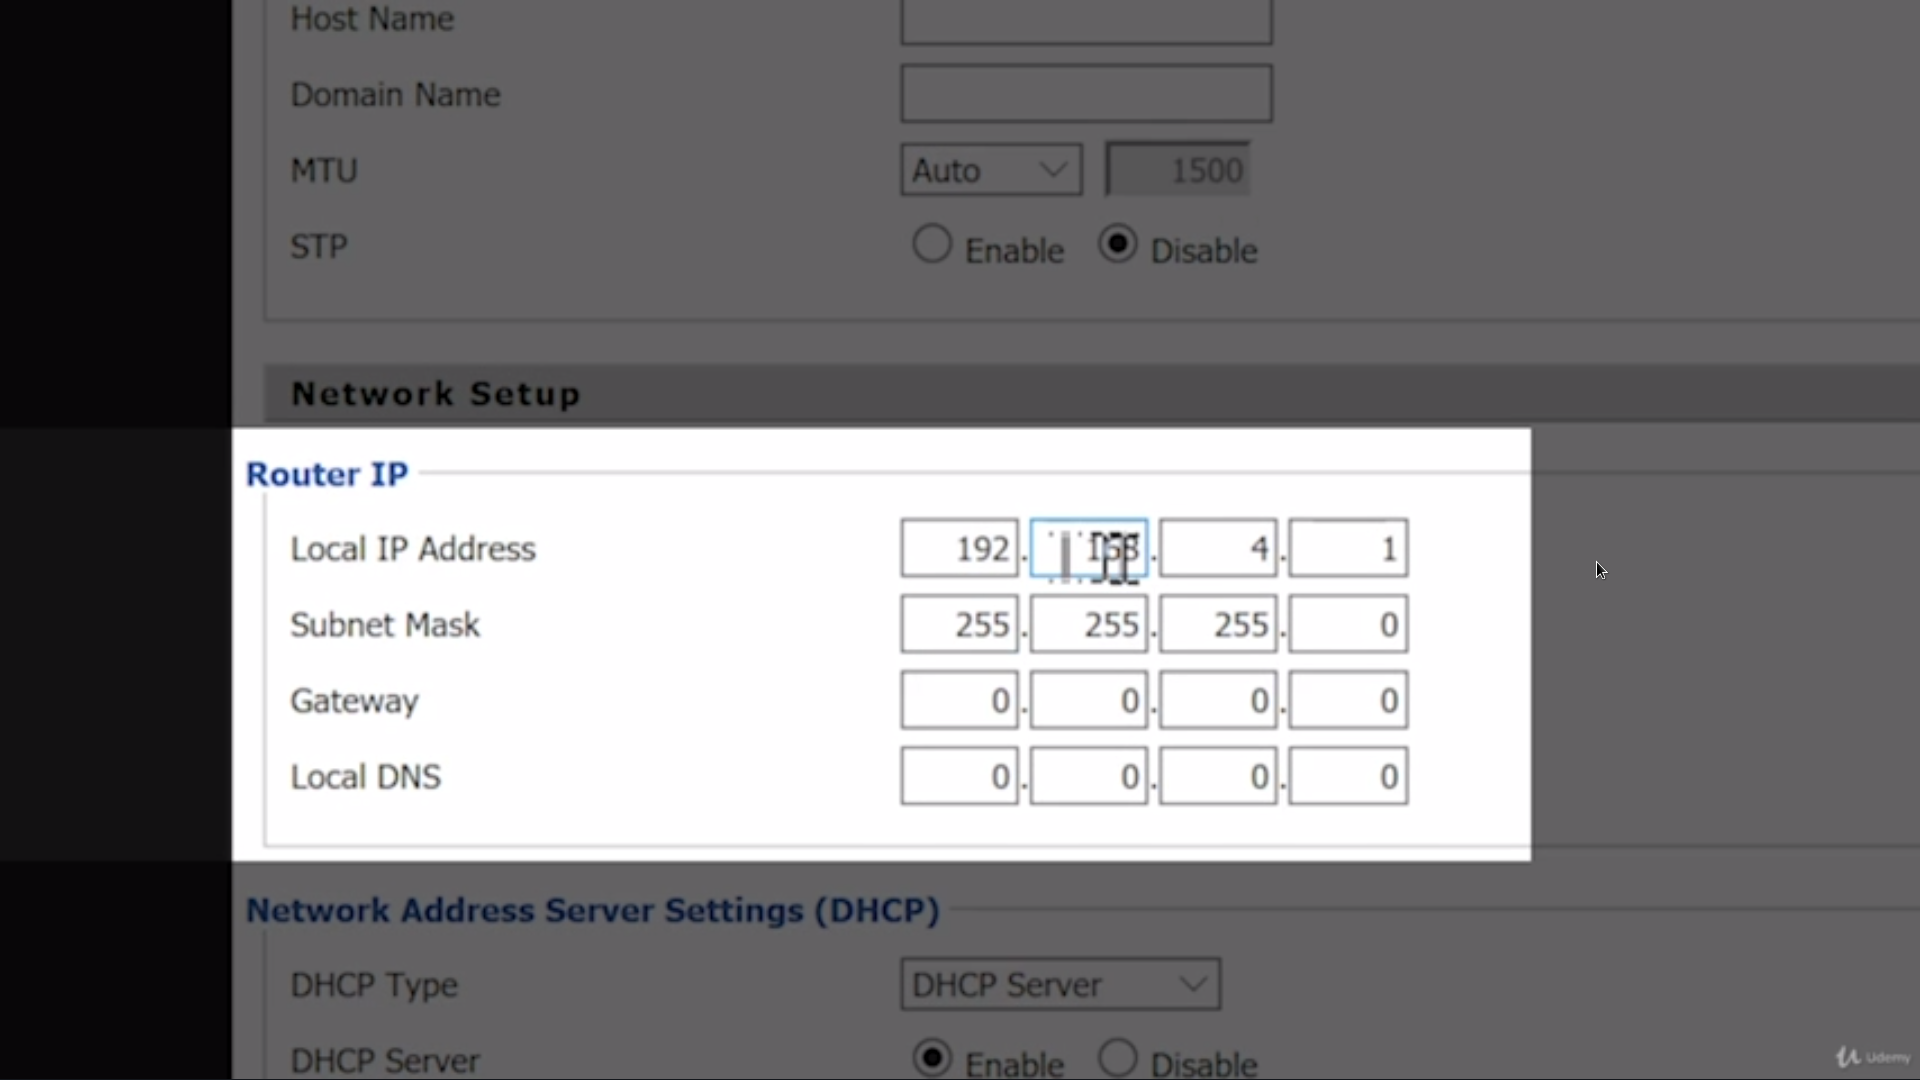 Host Name
Domain Name
MTU Auto 1500
STP Enable Disable
Network Setup
Router IP
Local IP Address 192. 168. 4. 1
Subnet Mask 255. 255. 255. 0
Gateway 0. 0. 0. 0
Local DNS 0. 0. 0. 0
Network Address Server Settings (DHCP)
DHCP Type DHCP Server
DHCP Server Enable Disable
Udemy